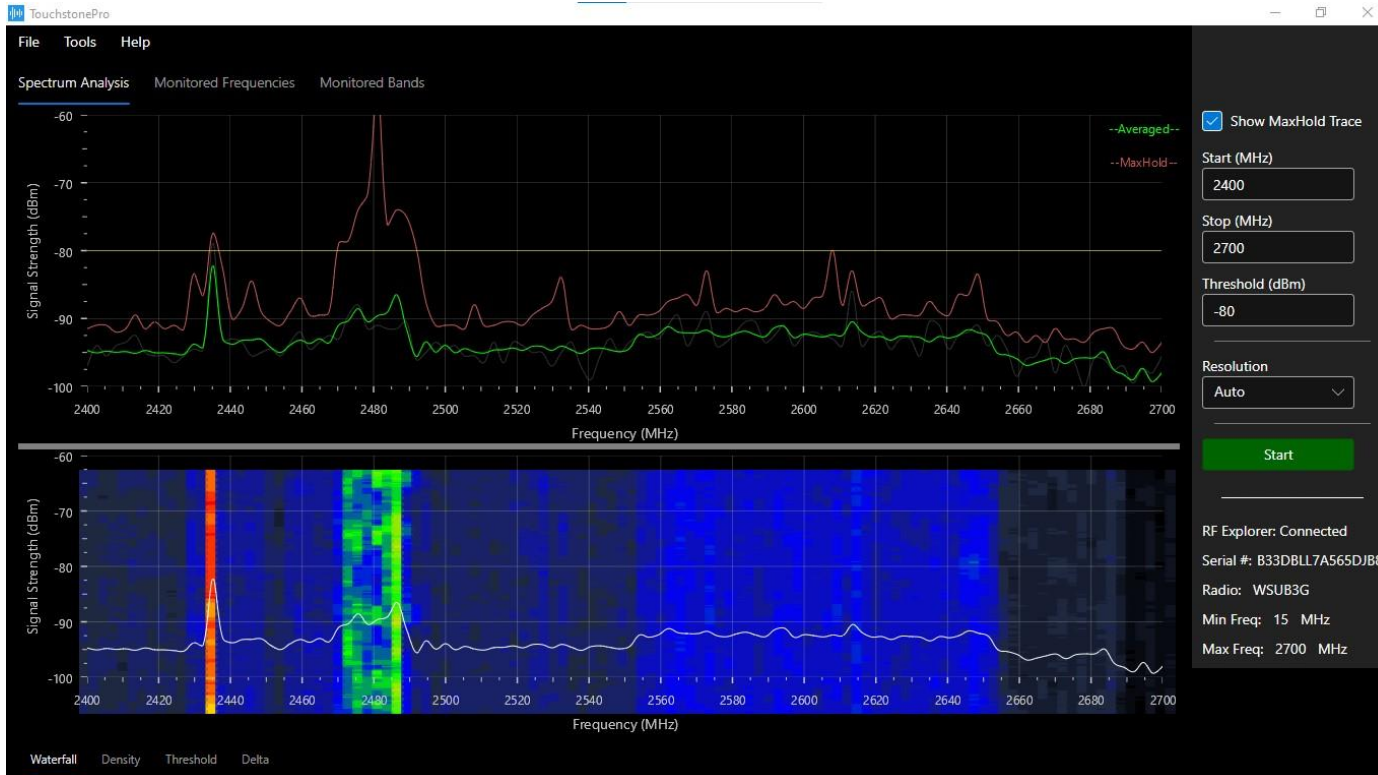 TouchstonePro
File Tools Help
Spectrum Analysis Monitored Frequencies Monitored Bands
-60
-70
-80
-90
-100
Signal Strength (dBm)
--Averaged--
--MaxHold--
2400 2420 2440 2460 2480 2500 2520 2540 2560 2580 2600 2620 2640 2660 2680 2700
Frequency (MHz)
-60
-70
-80
-90
-100
Signal Strength (dBm)
2400 2420 2440 2460 2480 2500 2520 2540 2560 2580 2600 2620 2640 2660 2680 2700
Frequency (MHz)
Waterfall Density Threshold Delta
Show MaxHold Trace
Start (MHz)
2400
Stop (MHz)
2700
Threshold (dBm)
-80
Resolution
Auto
Start
RF Explorer: Connected
Serial #: B33DBLL7A565DJB8
Radio: WSUB3G
Min Freq: 15 MHz
Max Freq: 2700 MHz